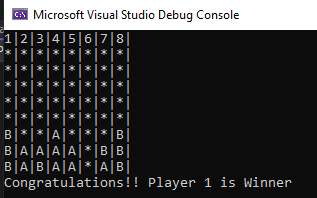 Microsoft Visual Studio Debug Console
1|2|3|4|5|6|7|8|
*|*|*|*|*|*|*|*|
*|*|*|*|*|*|*|*|
*|*|*|*|*|*|*|*|
*|*|*|*|*|*|*|*|
*|*|*|*|*|*|*|*|
B|*|*|A|*|*|*|B|
B|A|A|A|A|*|B|B|
B|A|B|A|A|*|A|B|
Congratulations!! Player 1 is Winner